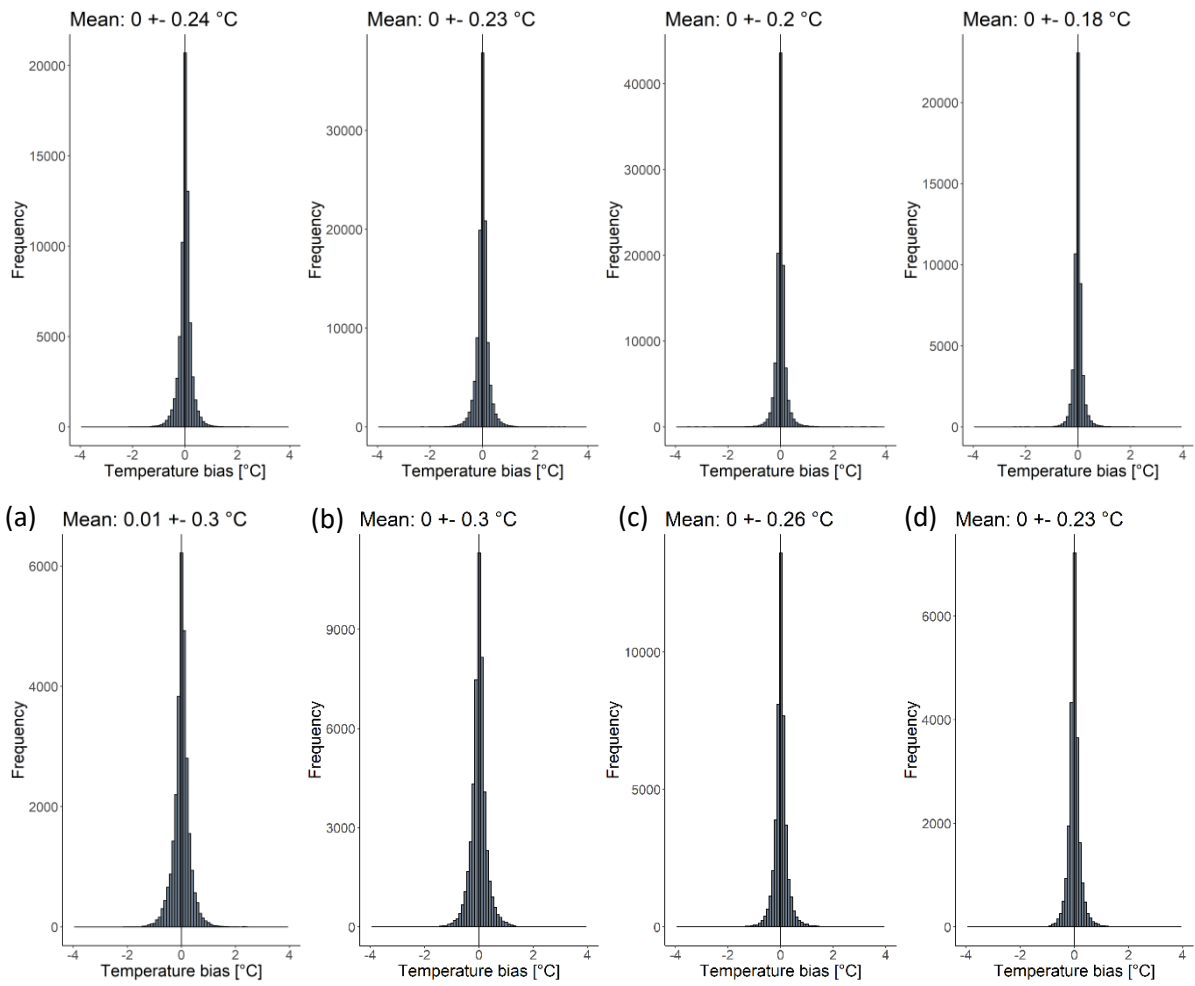 Mean: 0 +- 0.24 °C
20000
15000
10000
5000
0
Frequency
-4 -2 0 2 4
Temperature bias [°C]
Mean: 0 +- 0.23 °C
30000
20000
10000
0
Frequency
-4 -2 0 2 4
Temperature bias [°C]
Mean: 0 +- 0.2 °C
40000
30000
20000
10000
0
Frequency
-4 -2 0 2 4
Temperature bias [°C]
Mean: 0 +- 0.18 °C
20000
15000
10000
5000
0
Frequency
-4 -2 0 2 4
Temperature bias [°C]
(a) Mean: 0.01 +- 0.3 °C
6000
4000
2000
0
Frequency
-4 -2 0 2 4
Temperature bias [°C]
(b) Mean: 0 +- 0.3 °C
9000
6000
3000
0
Frequency
-4 -2 0 2 4
Temperature bias [°C]
(c) Mean: 0 +- 0.26 °C
10000
5000
0
Frequency
-4 -2 0 2 4
Temperature bias [°C]
(d) Mean: 0 +- 0.23 °C
6000
4000
2000
0
Frequency
-4 -2 0 2 4
Temperature bias [°C]